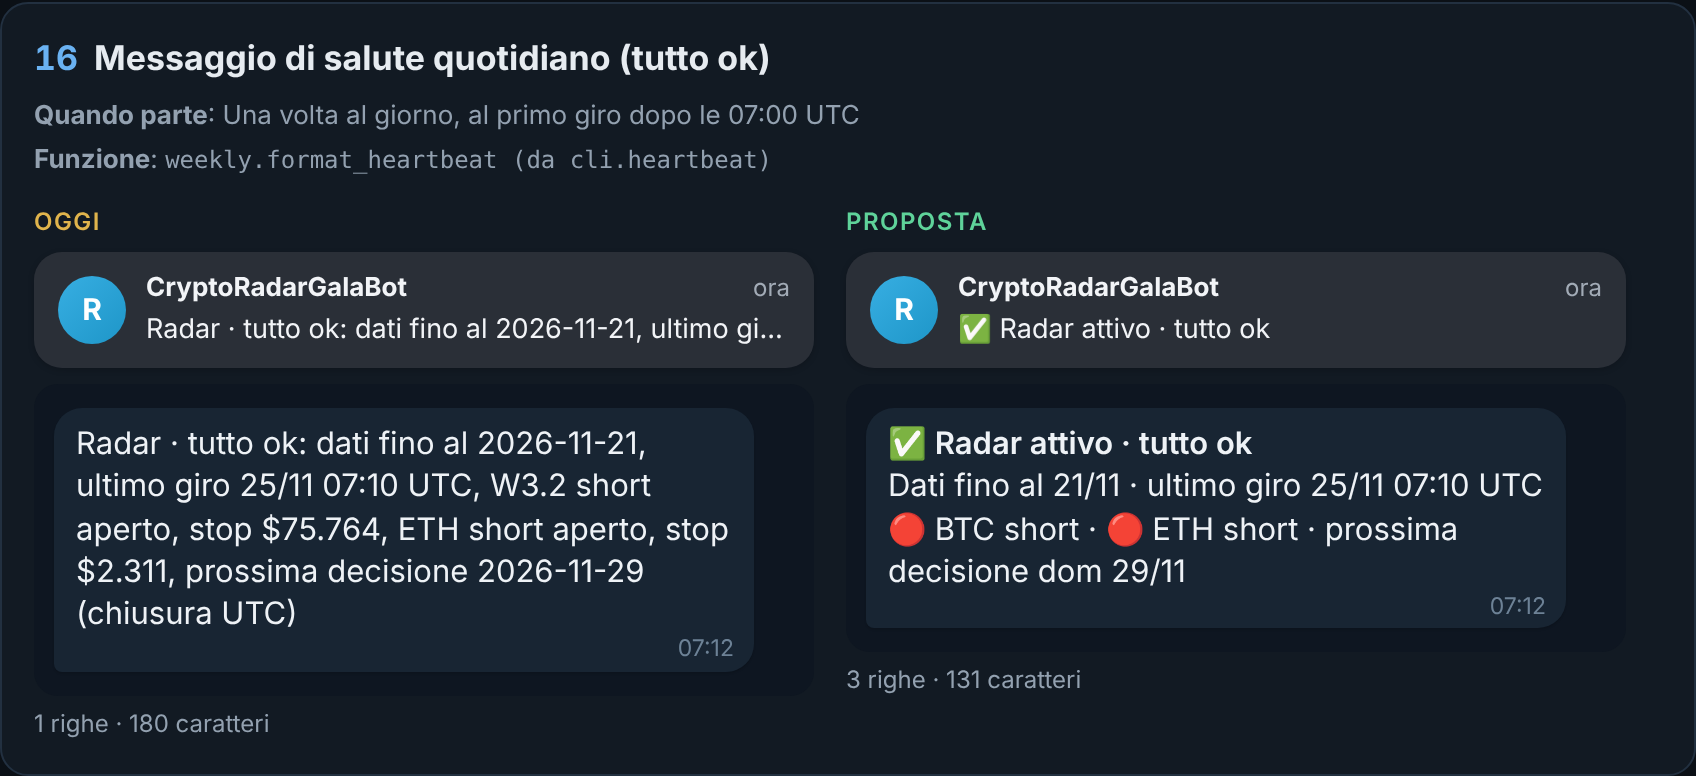 16 Messaggio di salute quotidiano (tutto ok)
Quando parte: Una volta al giorno, al primo giro dopo le 07:00 UTC
Funzione: weekly.format_heartbeat (da cli.heartbeat)
OGGI
R
CryptoRadarGalaBot
ora
Radar · tutto ok: dati fino al 2026-11-21, ultimo gi...
Radar · tutto ok: dati fino al 2026-11-21,
ultimo giro 25/11 07:10 UTC, W3.2 short
aperto, stop $75.764, ETH short aperto, stop
$2.311, prossima decisione 2026-11-29
(chiusura UTC)
07:12
1 righe · 180 caratteri
PROPOSTA
R
CryptoRadarGalaBot
ora
✅ Radar attivo · tutto ok
✅ Radar attivo · tutto ok
Dati fino al 21/11 · ultimo giro 25/11 07:10 UTC
🔴 BTC short · 🔴 ETH short · prossima
decisione dom 29/11
07:12
3 righe · 131 caratteri